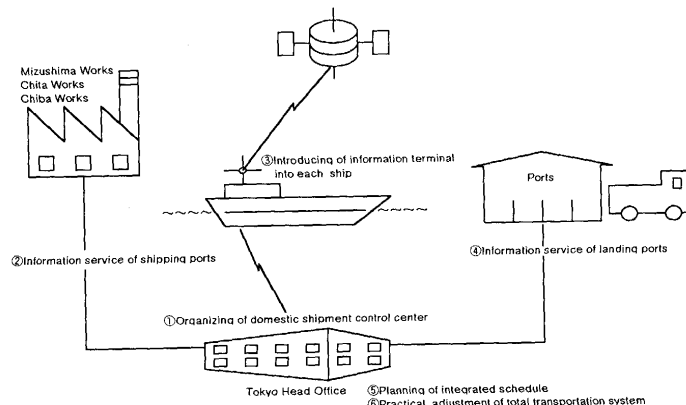 Mizushima Works
Chita Works
Chiba Works
③Introducing of information terminal
into each ship
Ports
②Information service of shipping ports
④Information service of landing ports
①Organizing of domestic shipment control center
Tokyo Head Office
⑤Planning of integrated schedule
⑥Practical adjustment of total transportation system